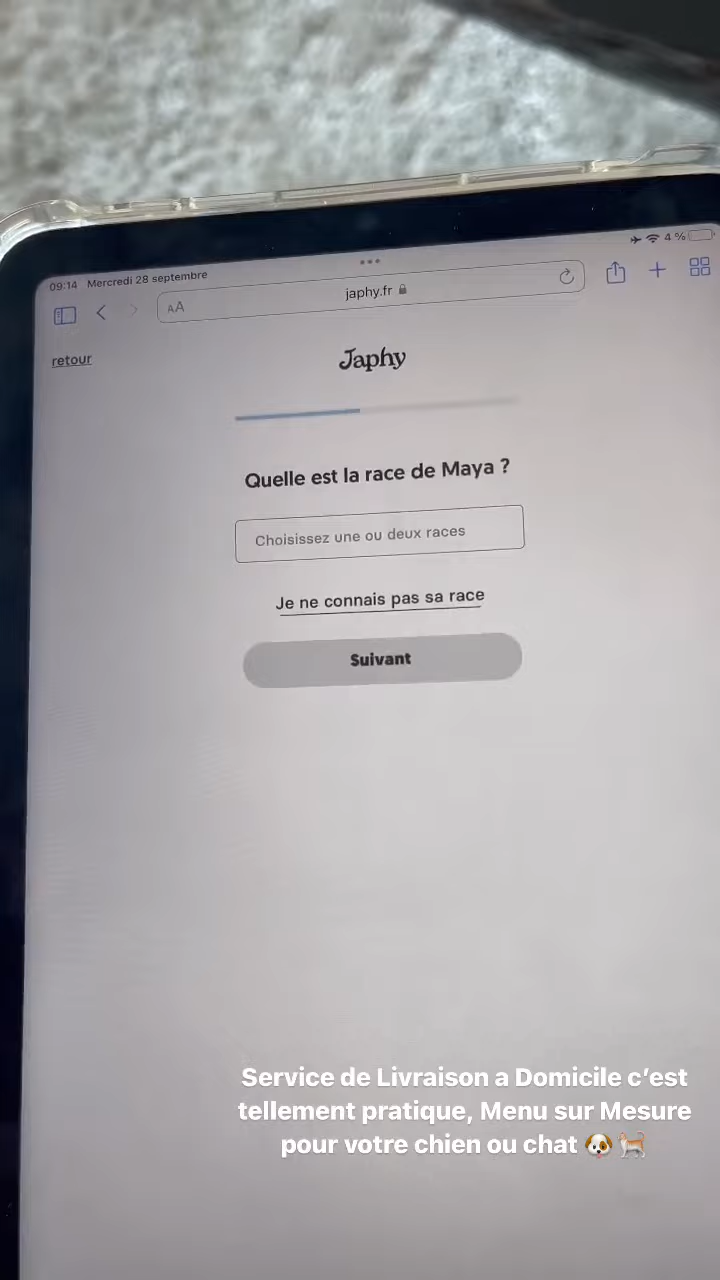 09:14 Mercredi 28 septembre
4 %
AA
japhy.fr
retour
Japhy
Quelle est la race de Maya ?
Choisissez une ou deux races
Je ne connais pas sa race
Suivant
Service de Livraison a Domicile c’est
tellement pratique, Menu sur Mesure
pour votre chien ou chat 🐶 🐈